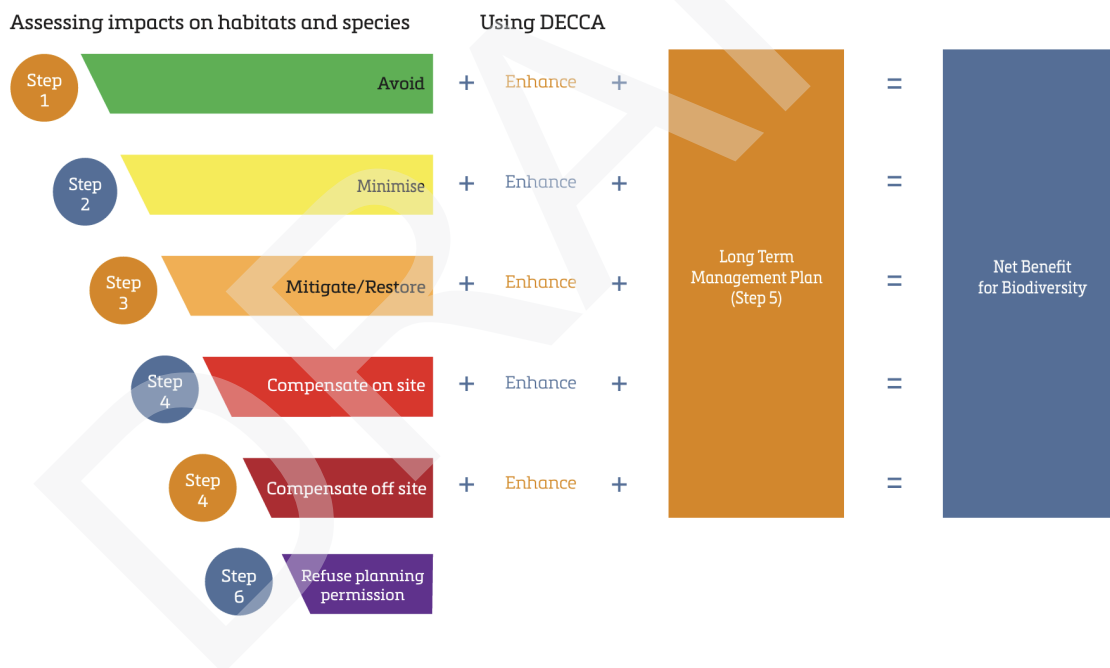 Assessing impacts on habitats and species
Using DECCA
Step
1
Avoid
+ Enhance +
=
Step
2
Minimise
+ Enhance +
=
Step
3
Mitigate/Restore
+ Enhance +
=
Step
4
Compensate on site
+ Enhance +
=
Step
4
Compensate off site
+ Enhance +
=
Step
6
Refuse planning
permission
Long Term
Management Plan
(Step 5)
Net Benefit
for Biodiversity
DRAF